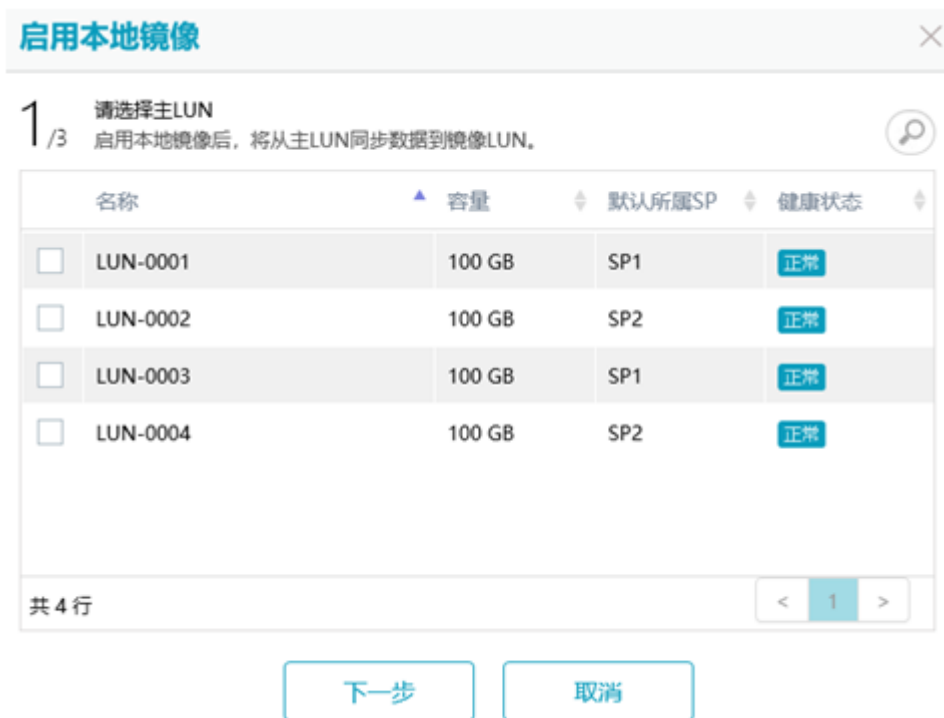 启用本地镜像
1/3 请选择主LUN
启用本地镜像后，将从主LUN同步数据到镜像LUN。
名称 容量 默认所属SP 健康状态
LUN-0001 100 GB SP1 正常
LUN-0002 100 GB SP2 正常
LUN-0003 100 GB SP1 正常
LUN-0004 100 GB SP2 正常
共 4 行 < 1 >
下一步 取消